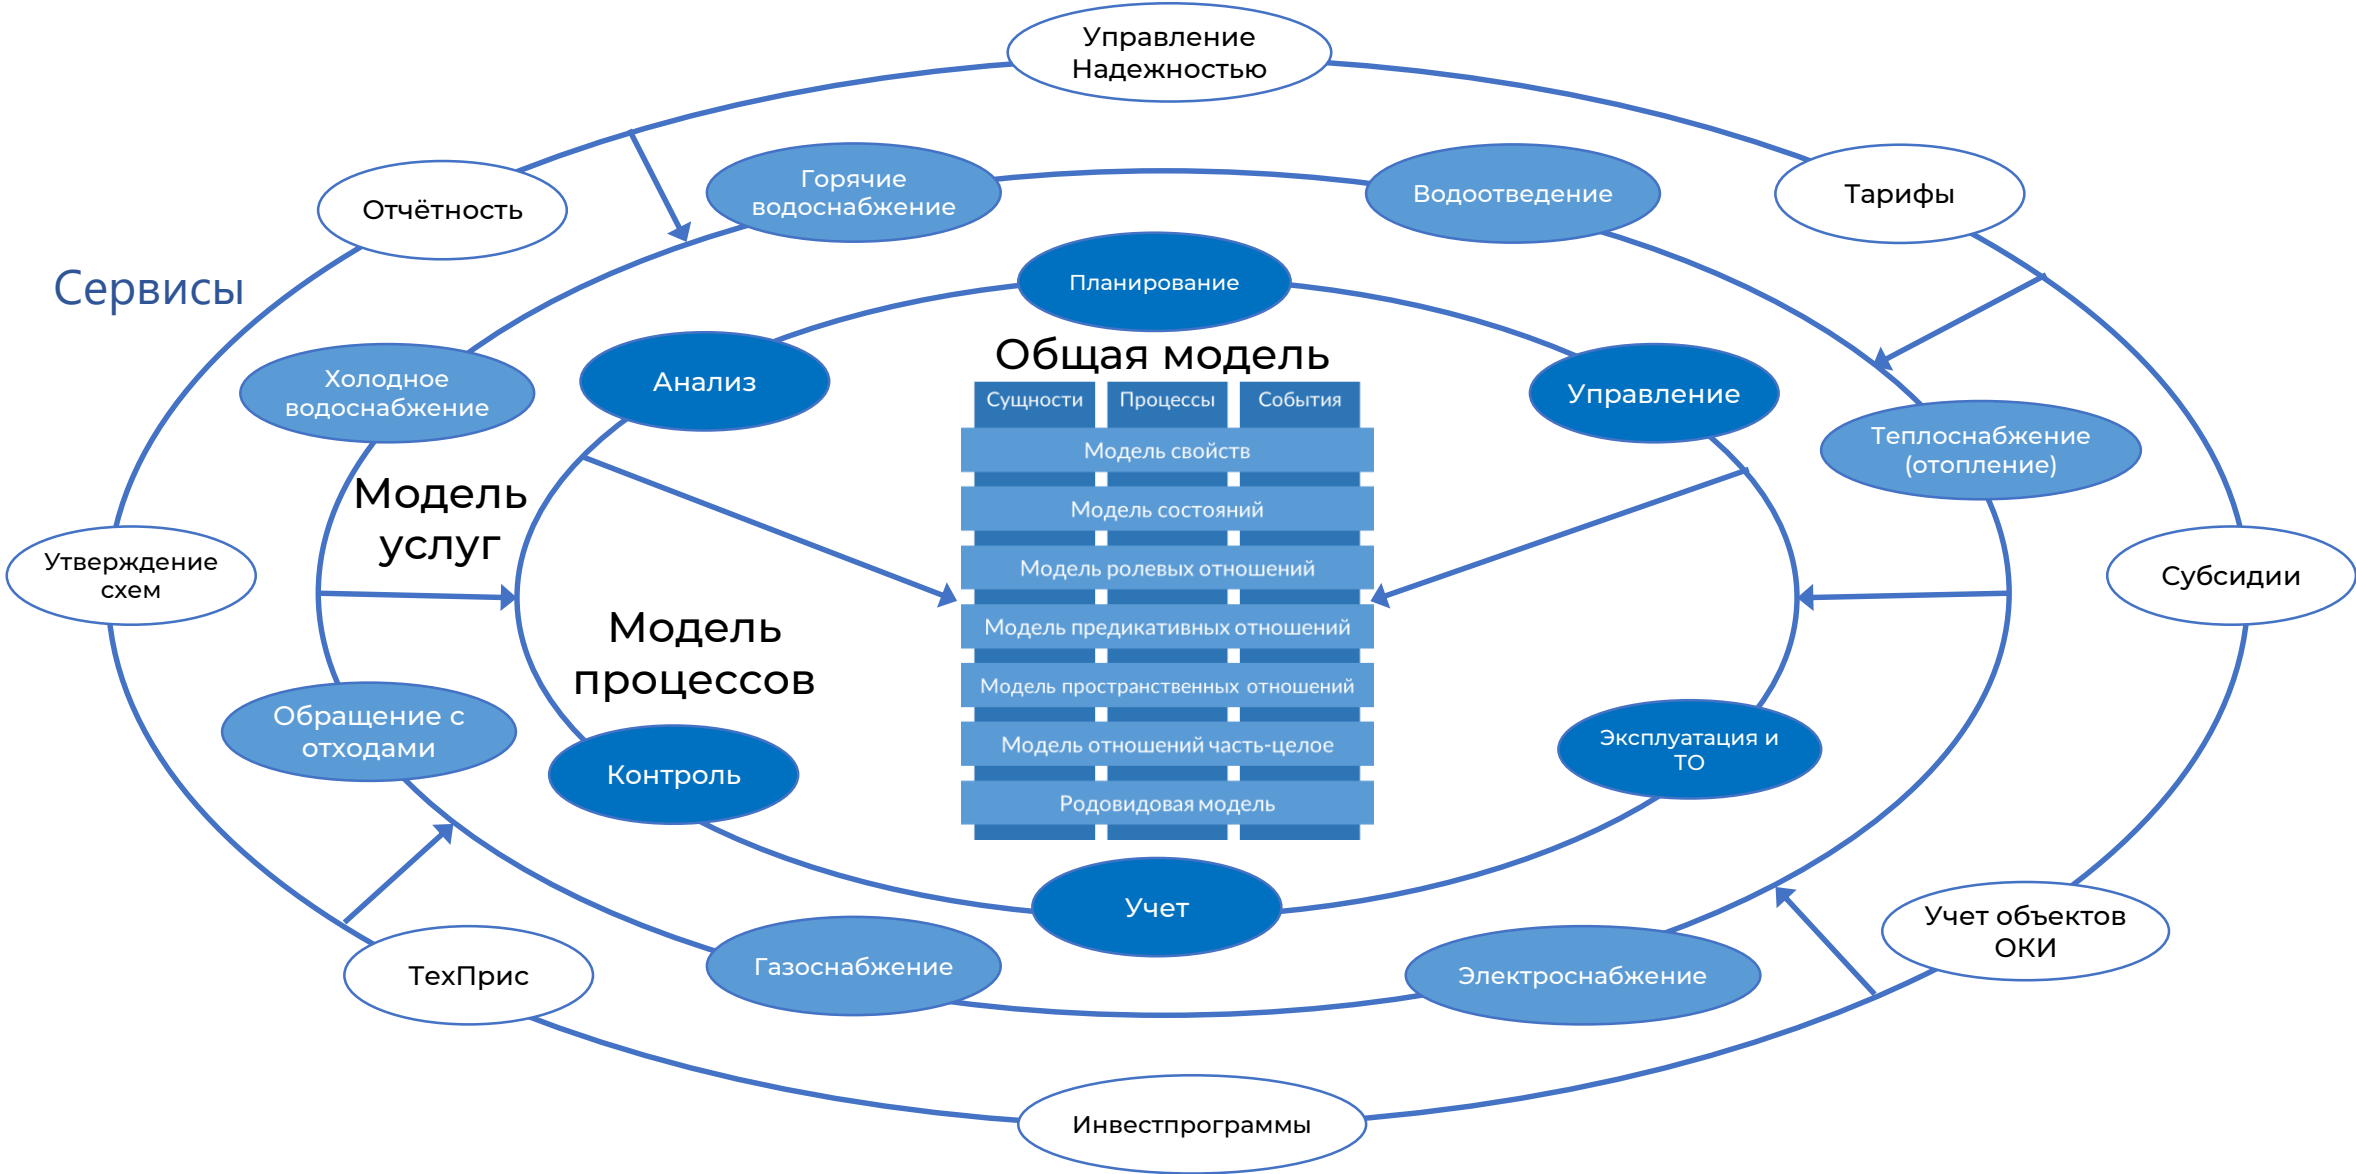 Управление
Надежностью
Отчётность
Горячие
водоснабжение
Водоотведение
Тарифы
Сервисы
Планирование
Холодное
водоснабжение
Анализ
Общая модель
Управление
Сущности
Процессы
События
Теплоснабжение
(отопление)
Модель свойств
Модель
услуг
Модель состояний
Утверждение
схем
Модель ролевых отношений
Субсидии
Модель
процессов
Модель предикативных отношений
Модель пространственных отношений
Обращение с
отходами
Модель отношений часть-целое
Эксплуатация и
ТО
Контроль
Родовидовая модель
Учет
Учет объектов
ОКИ
ТехПрис
Газоснабжение
Электроснабжение
Инвестпрограммы